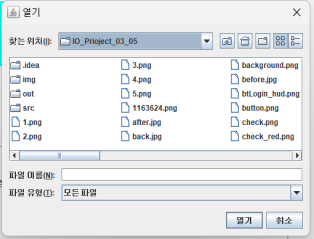 열기
찾는 위치(I): IO_Prioject_03_05
.idea 3.png background.png
img 4.png before.jpg
out 5.png btLogin_hud.png
src 1163624.png button.png
1.png after.jpg check.png
2.png back.jpg check_red.png
파일 이름(N):
파일 유형(T): 모든 파일
열기 취소